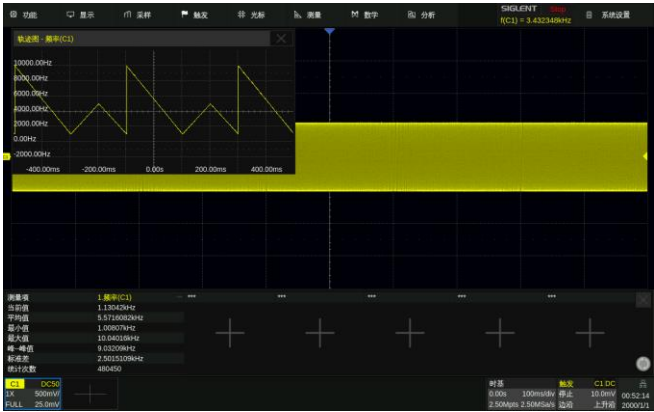 功能 显示 采样 触发 光标 测量 数学 分析 SIGLENT Stop 系统设置
f(C1) = 3.432348kHz
轨迹图 - 频率(C1)
10000.00Hz
8000.00Hz
6000.00Hz
4000.00Hz
2000.00Hz
0.00Hz
-2000.00Hz
-400.00ms -200.00ms 0.00s 200.00ms 400.00ms
测量项 1.频率(C1) *** *** *** *** ***
当前值 1.13042kHz
平均值 5.5716082kHz
最小值 1.00807kHz
最大值 10.04016kHz
峰—峰值 9.03209kHz
标准差 2.5015109kHz
统计次数 480450
C1 DC50 时基 触发 C1 DC
1X 500mV/ 0.00s 100ms/div 停止 10.0mV 00:52:14
FULL 25.0mV 2.50Mpts 2.50MSa/s 边沿 上升沿 2000/1/1